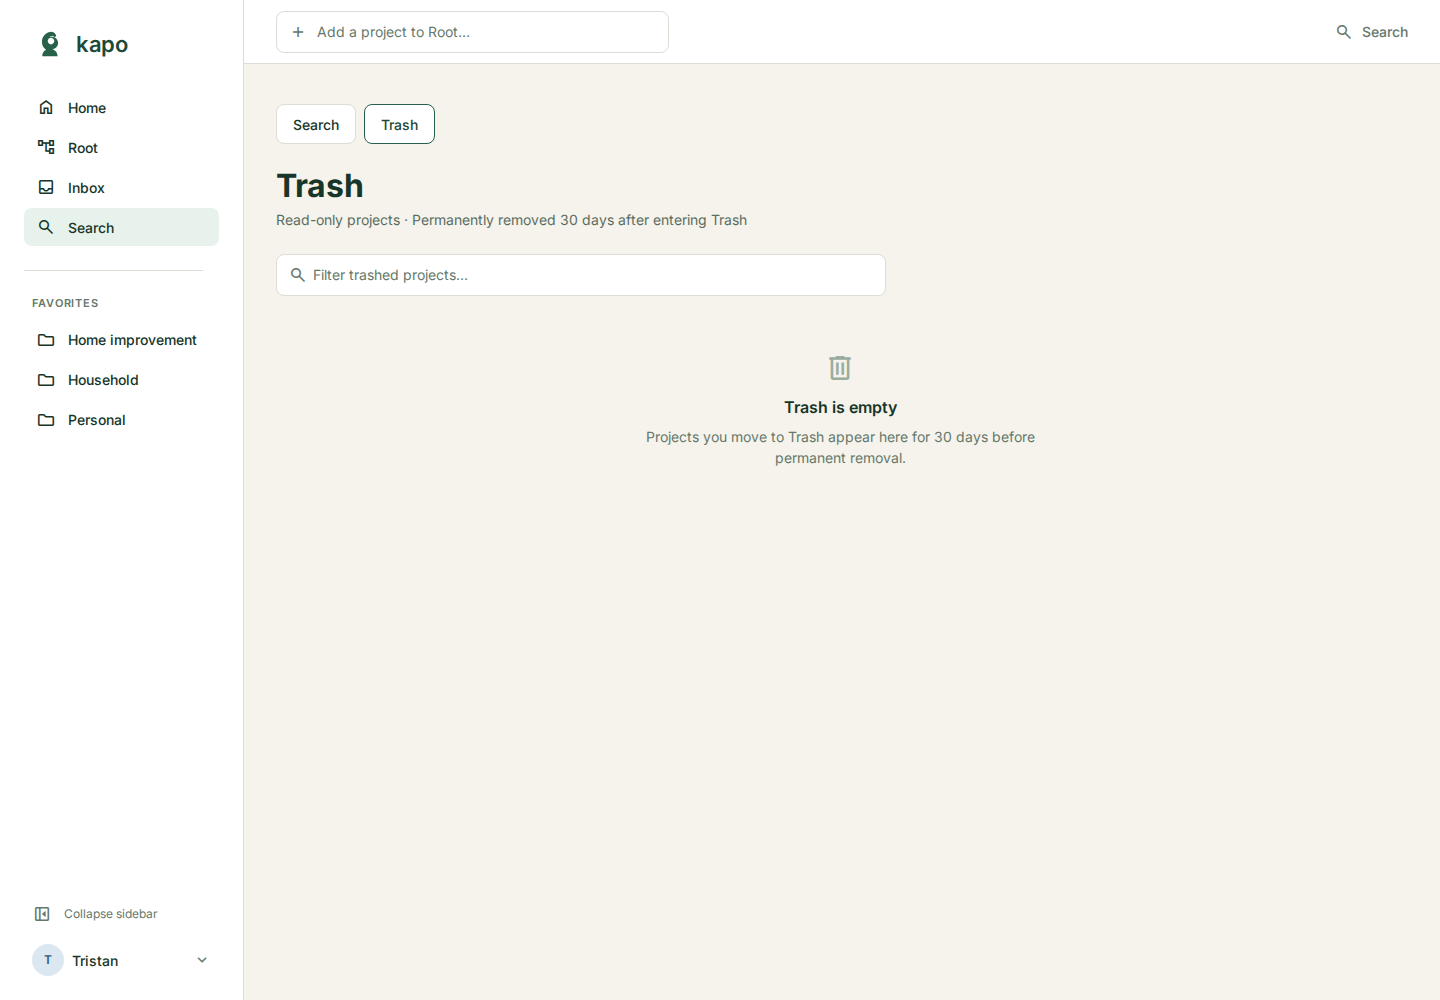 kapo
Add a project to Root...
Search
Home
Root
Inbox
Search
FAVORITES
Home improvement
Household
Personal
Collapse sidebar
T
Tristan
Search
Trash
Trash
Read-only projects · Permanently removed 30 days after entering Trash
Filter trashed projects...
Trash is empty
Projects you move to Trash appear here for 30 days before
permanent removal.